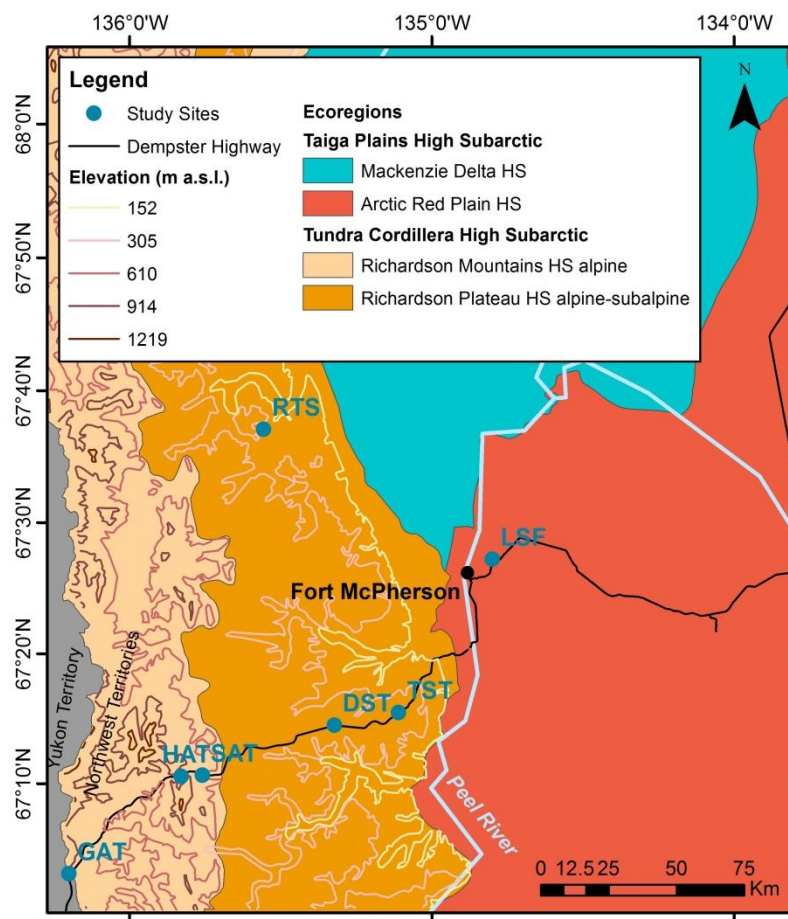 136°0'W 135°0'W 134°0'W
68°0'N
67°50'N
67°40'N
67°30'N
67°20'N
67°10'N
Legend
Study Sites
Dempster Highway
Elevation (m a.s.l.)
152
305
610
914
1219
Ecoregions
Taiga Plains High Subarctic
Mackenzie Delta HS
Arctic Red Plain HS
Tundra Cordillera High Subarctic
Richardson Mountains HS alpine
Richardson Plateau HS alpine-subalpine
N
RTS
LSF
Fort McPherson
DST
TST
HAT
SAT
GAT
Yukon Territory
Northwest Territories
Peel River
0 12.5 25 50 75
Km